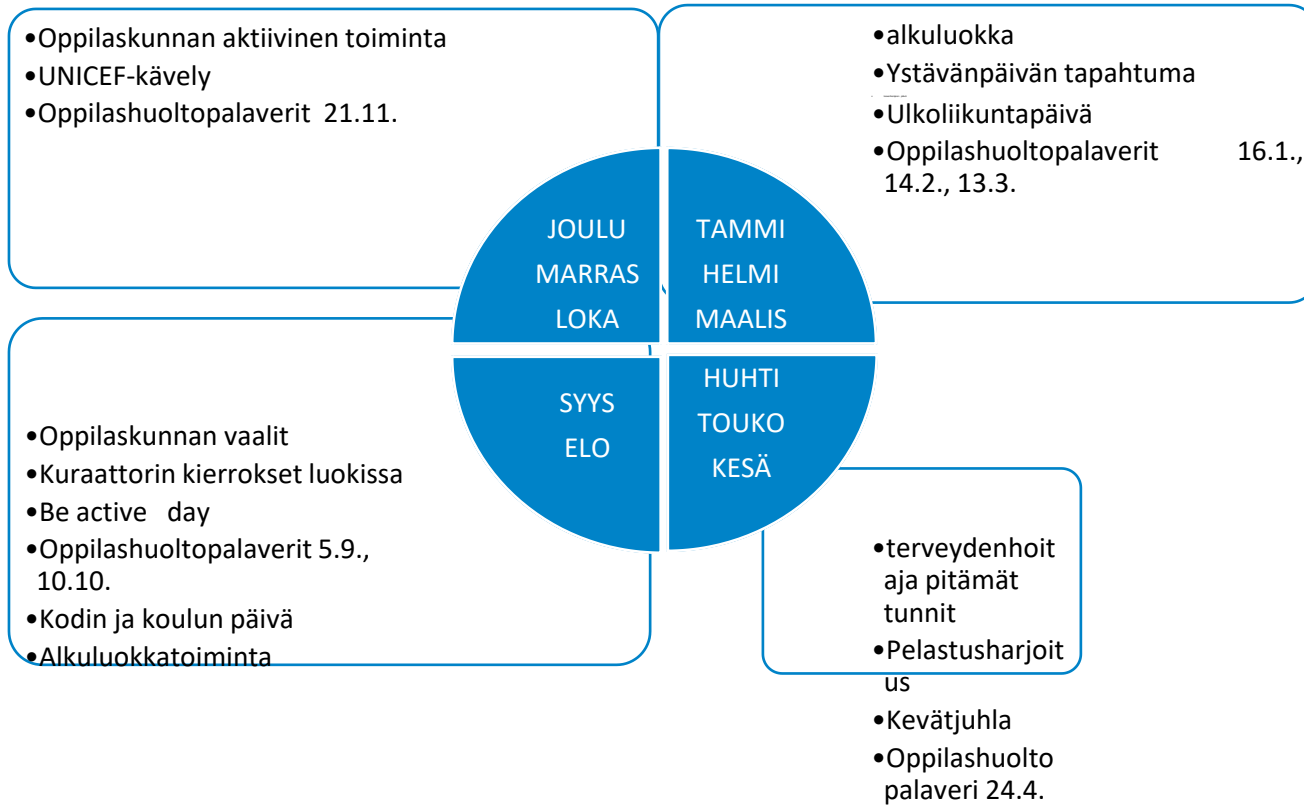 •Oppilaskunnan aktiivinen toiminta
•UNICEF-kävely
•Oppilashuoltopalaverit 21.11.
•alkuluokka
•Ystävänpäivän tapahtuma
•Ulkoliikuntapäivä
•Oppilashuoltopalaverit 16.1.,
14.2., 13.3.
JOULU
MARRAS
LOKA
TAMMI
HELMI
MAALIS
SYYS
ELO
HUHTI
TOUKO
KESÄ
•Oppilaskunnan vaalit
•Kuraattorin kierrokset luokissa
•Be active day
•Oppilashuoltopalaverit 5.9.,
10.10.
•Kodin ja koulun päivä
•Alkuluokkatoiminta
•terveydenhoit
aja pitämät
tunnit
•Pelastusharjoit
us
•Kevätjuhla
•Oppilashuolto
palaveri 24.4.